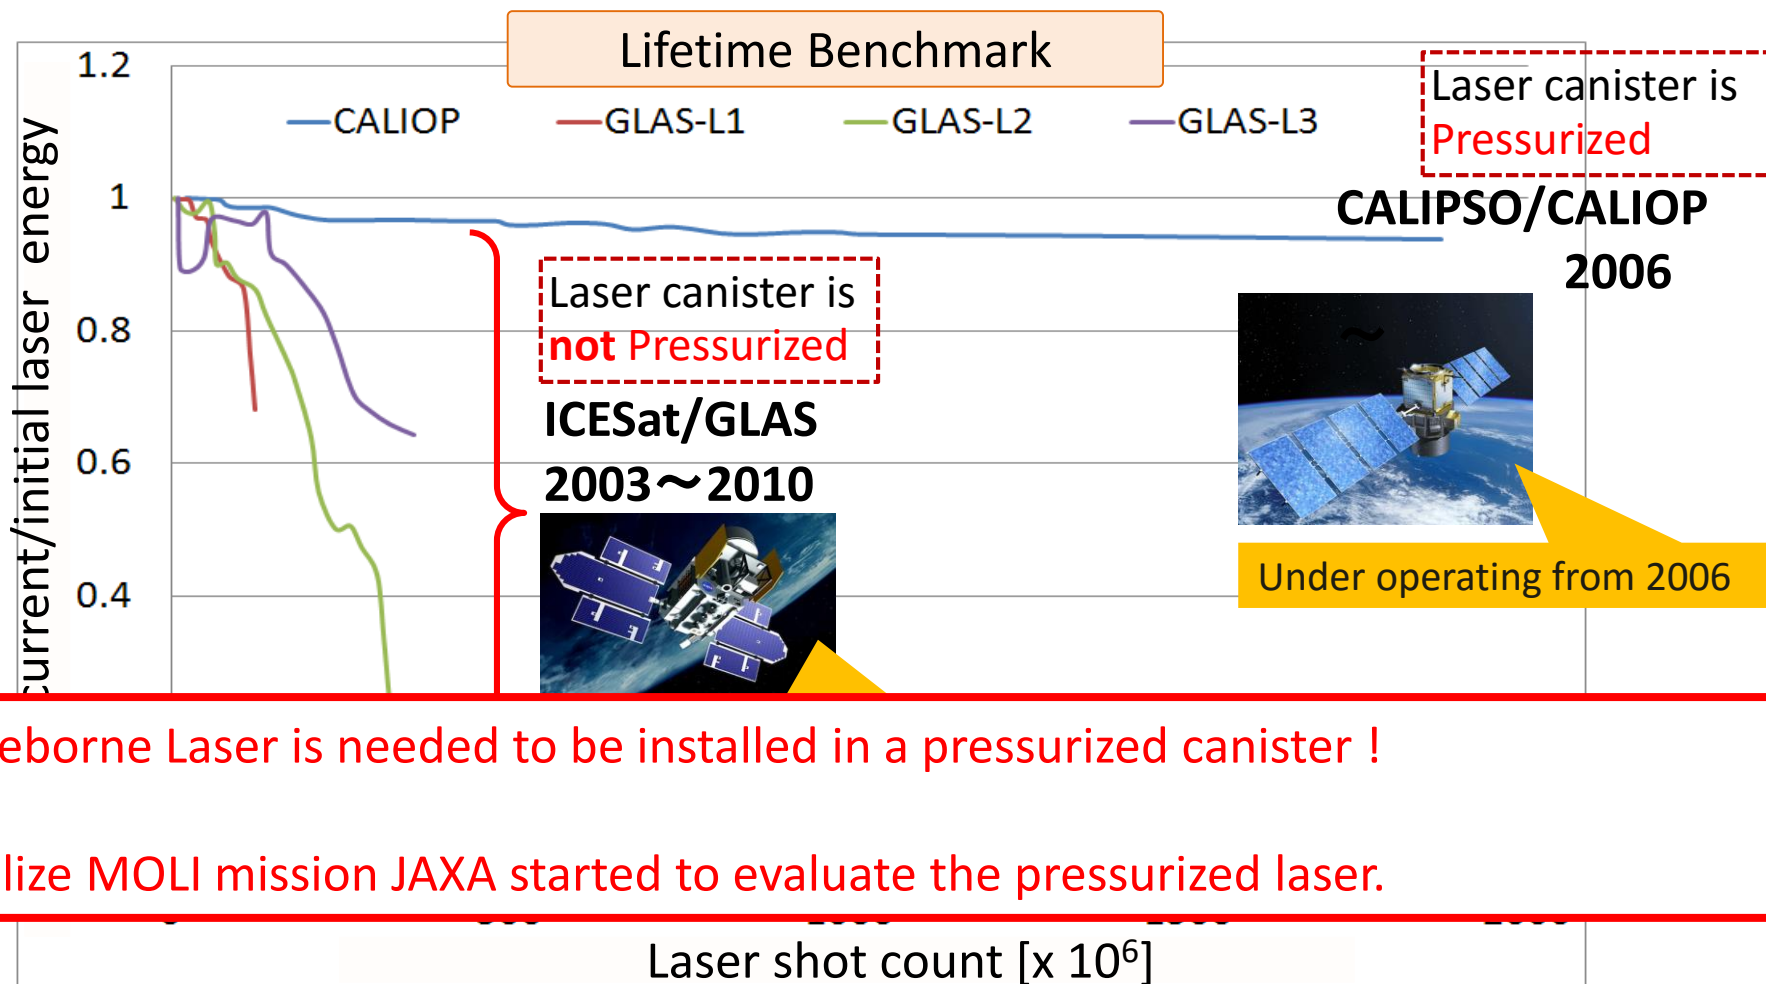 Lifetime Benchmark
1.2
CALIOP GLAS-L1 GLAS-L2 GLAS-L3
Laser canister is
Pressurized
1
CALIPSO/CALIOP
2006
～
Laser canister is
not Pressurized
0.8
ICESat/GLAS
2003～2010
0.6
Under operating from 2006
0.4
current/initial laser energy
eborne Laser is needed to be installed in a pressurized canister !
lize MOLI mission JAXA started to evaluate the pressurized laser.
Laser shot count [x 10⁶]